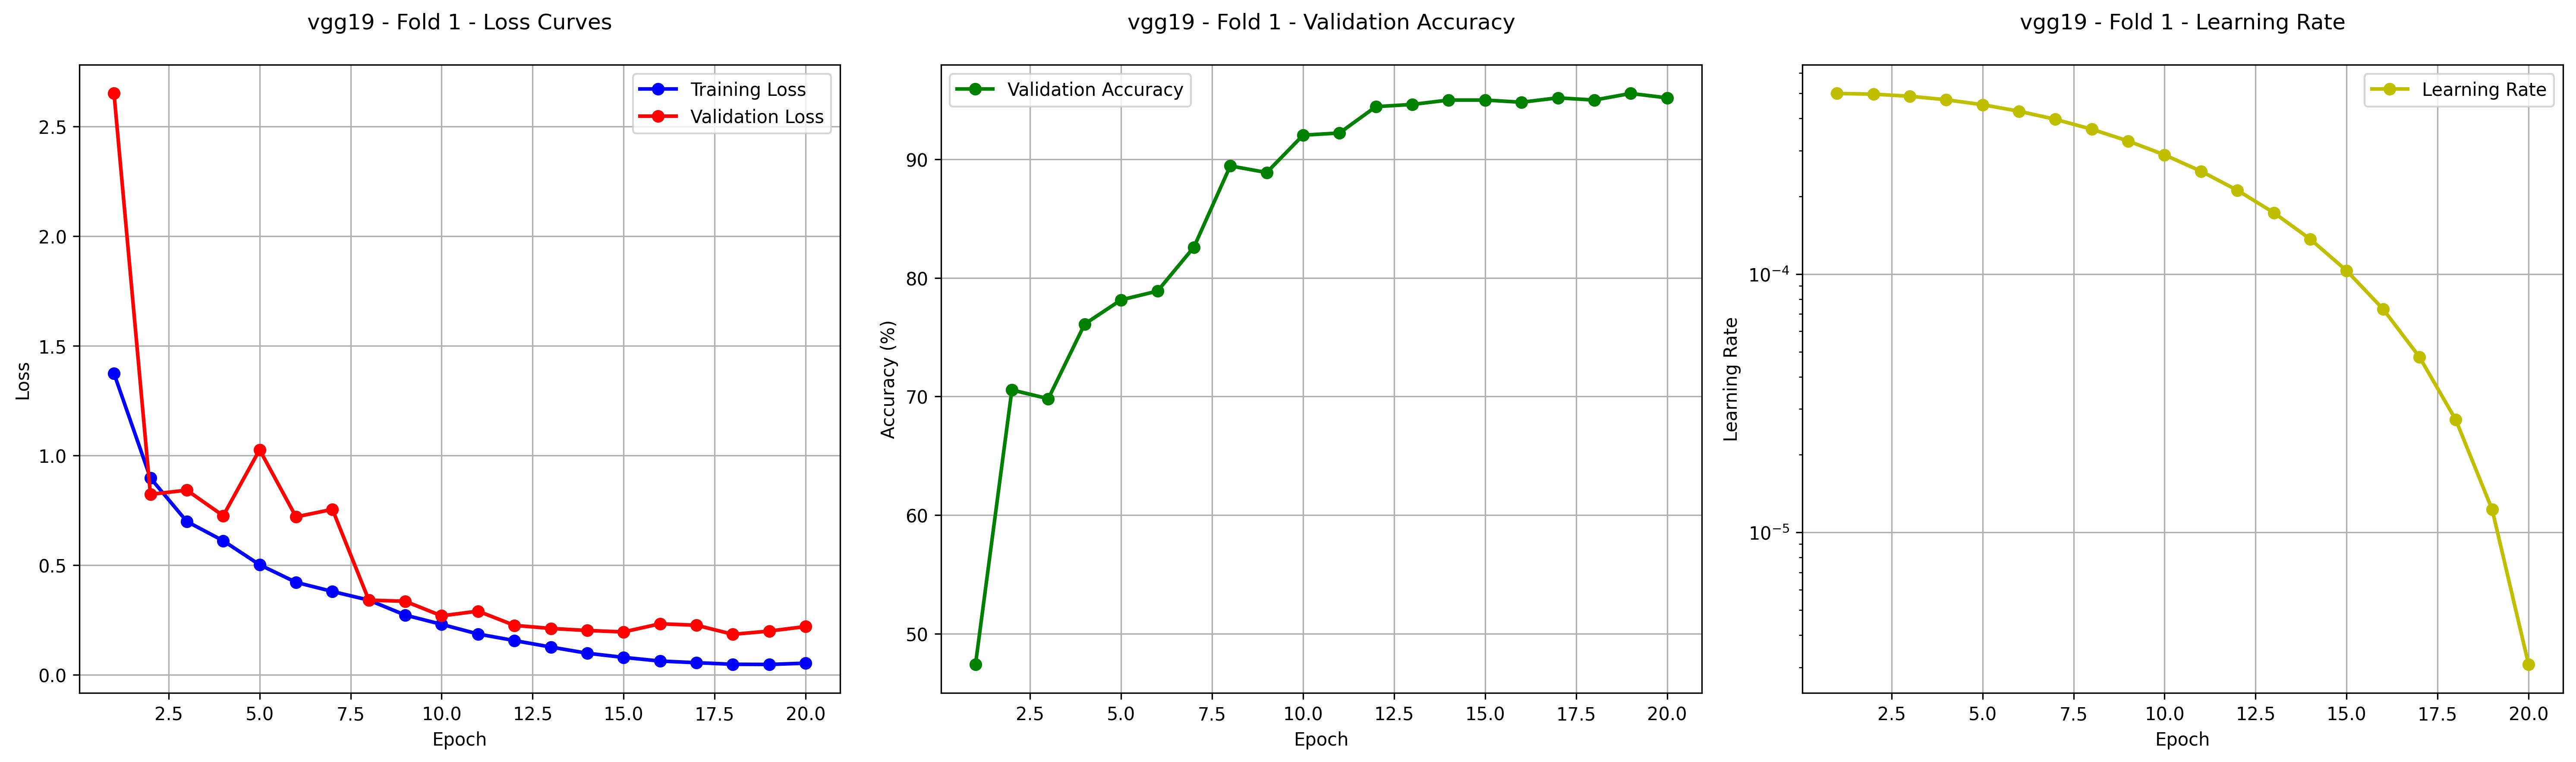 vgg19 - Fold 1 - Loss Curves
Training Loss
Validation Loss
2.5
2.0
1.5
1.0
0.5
0.0
Loss
2.5 5.0 7.5 10.0 12.5 15.0 17.5 20.0
Epoch
vgg19 - Fold 1 - Validation Accuracy
Validation Accuracy
90
80
70
60
50
Accuracy (%)
2.5 5.0 7.5 10.0 12.5 15.0 17.5 20.0
Epoch
vgg19 - Fold 1 - Learning Rate
Learning Rate
10⁻⁴
10⁻⁵
Learning Rate
2.5 5.0 7.5 10.0 12.5 15.0 17.5 20.0
Epoch